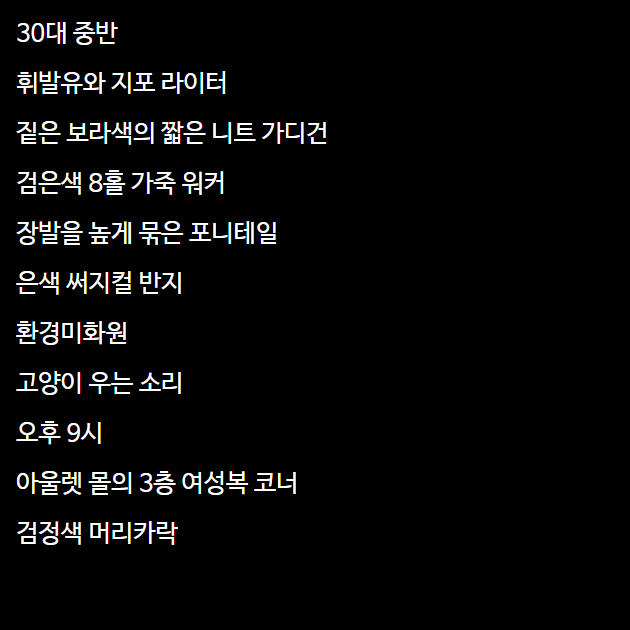 30대 중반
휘발유와 지포 라이터
짙은 보라색의 짧은 니트 가디건
검은색 8홀 가죽 워커
장발을 높게 묶은 포니테일
은색 써지컬 반지
환경미화원
고양이 우는 소리
오후 9시
아울렛 몰의 3층 여성복 코너
검정색 머리카락